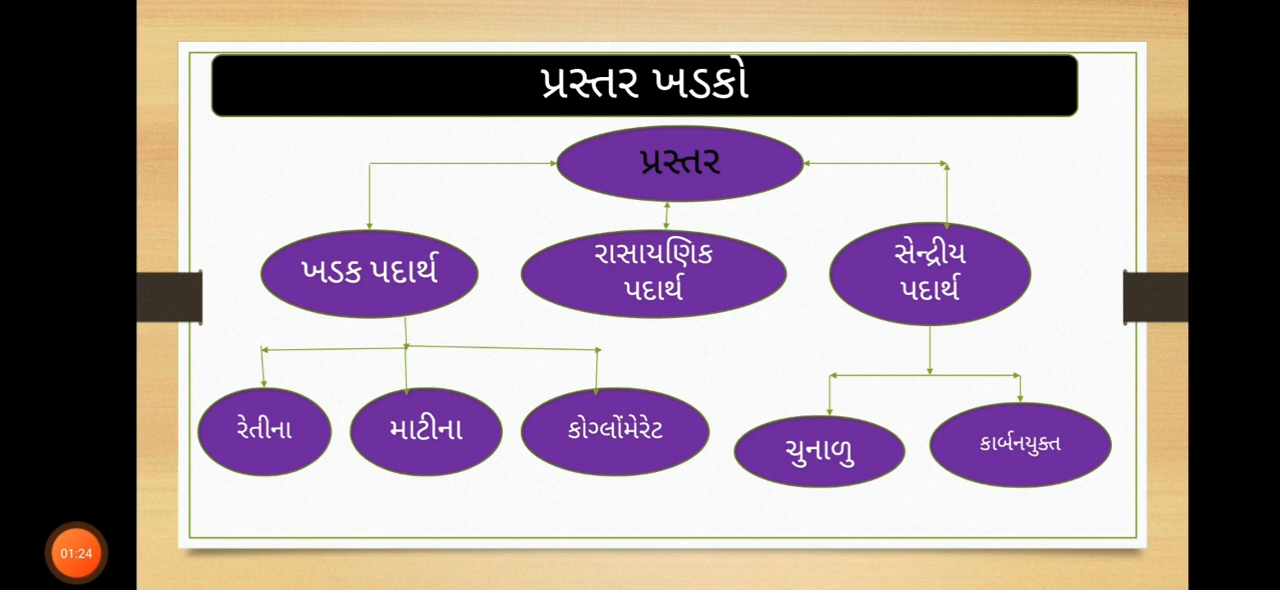 પ્રસ્તર ખડકો
પ્રસ્તર
ખડક પદાર્થ
રાસાયણિક
પદાર્થ
સેન્દ્રીય
પદાર્થ
રેતીના
માટીના
કોગ્લોંમેરેટ
ચુનાળુ
કાર્બનયુક્ત
01:24